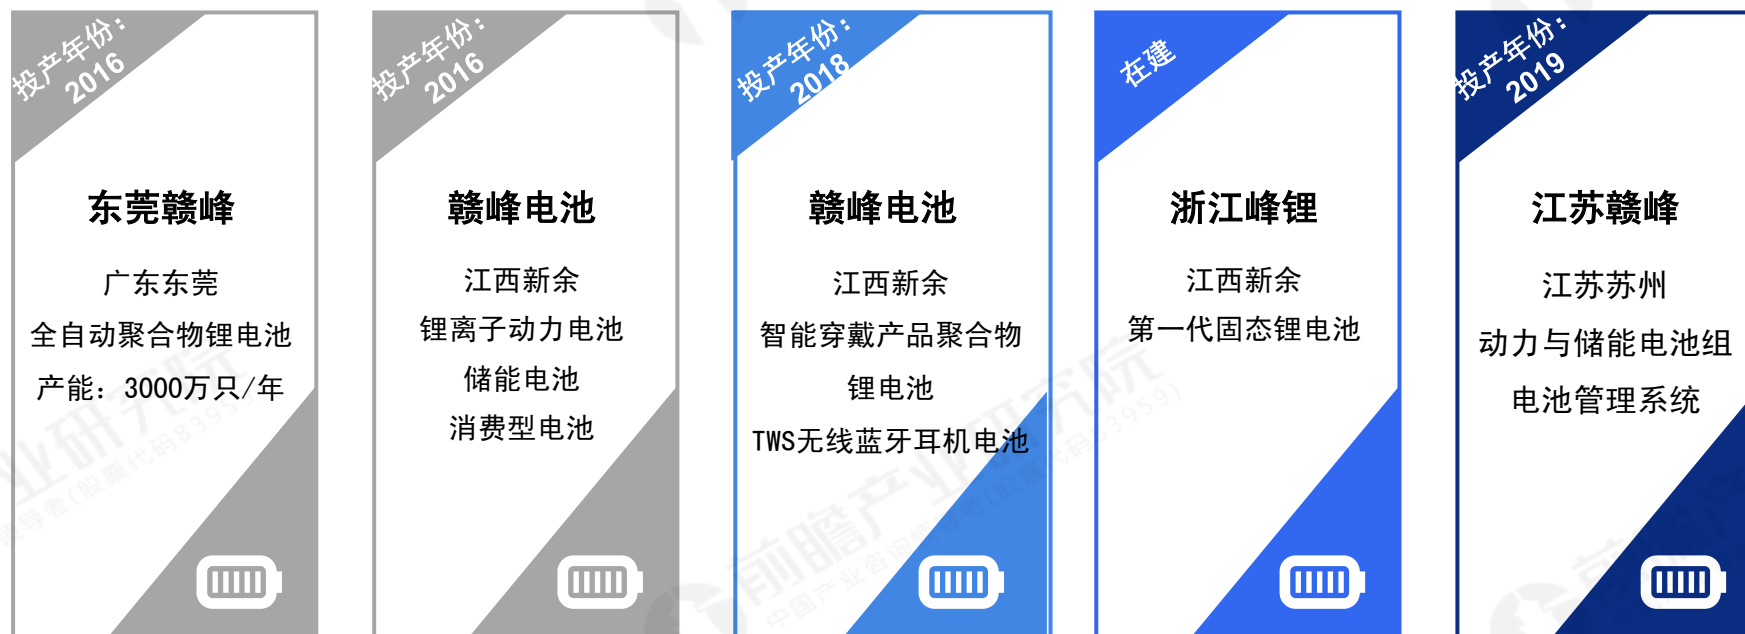 投产年份：
2016
东莞赣峰
广东东莞
全自动聚合物锂电池
产能：3000万只/年
投产年份：
2016
赣峰电池
江西新余
锂离子动力电池
储能电池
消费型电池
投产年份：
2018
赣峰电池
江西新余
智能穿戴产品聚合物
锂电池
TWS无线蓝牙耳机电池
在建
浙江峰锂
江西新余
第一代固态锂电池
投产年份：
2019
江苏赣峰
江苏苏州
动力与储能电池组
电池管理系统
前瞻产业研究院